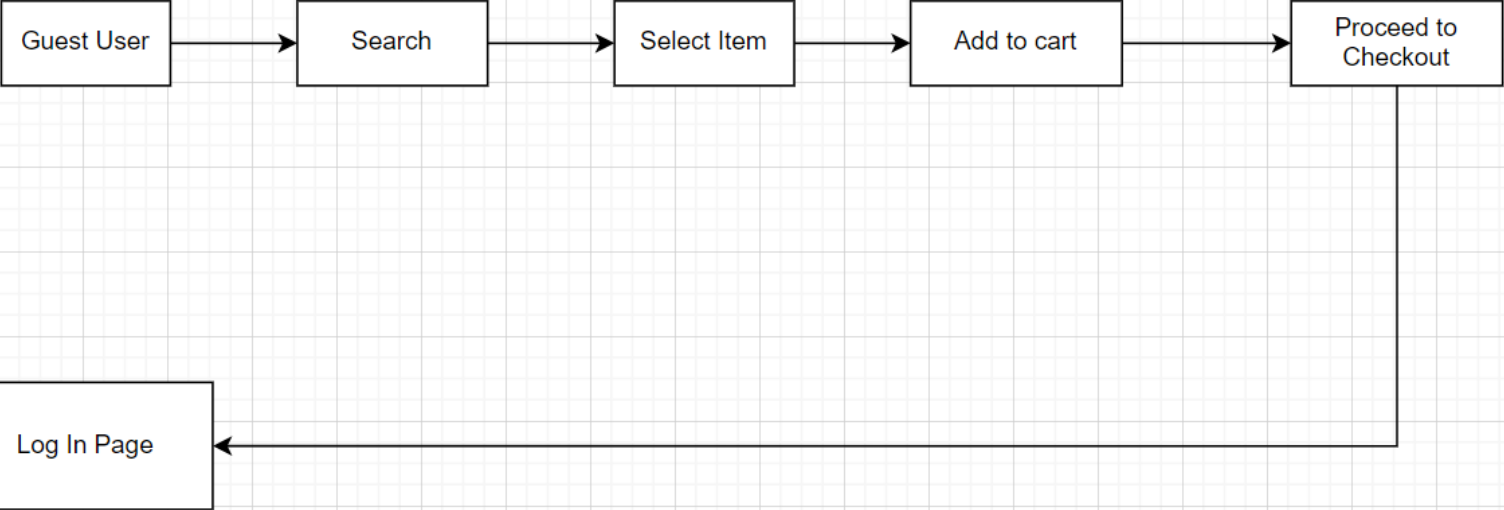 Guest User
Search
Select Item
Add to cart
Proceed to
Checkout
Log In Page